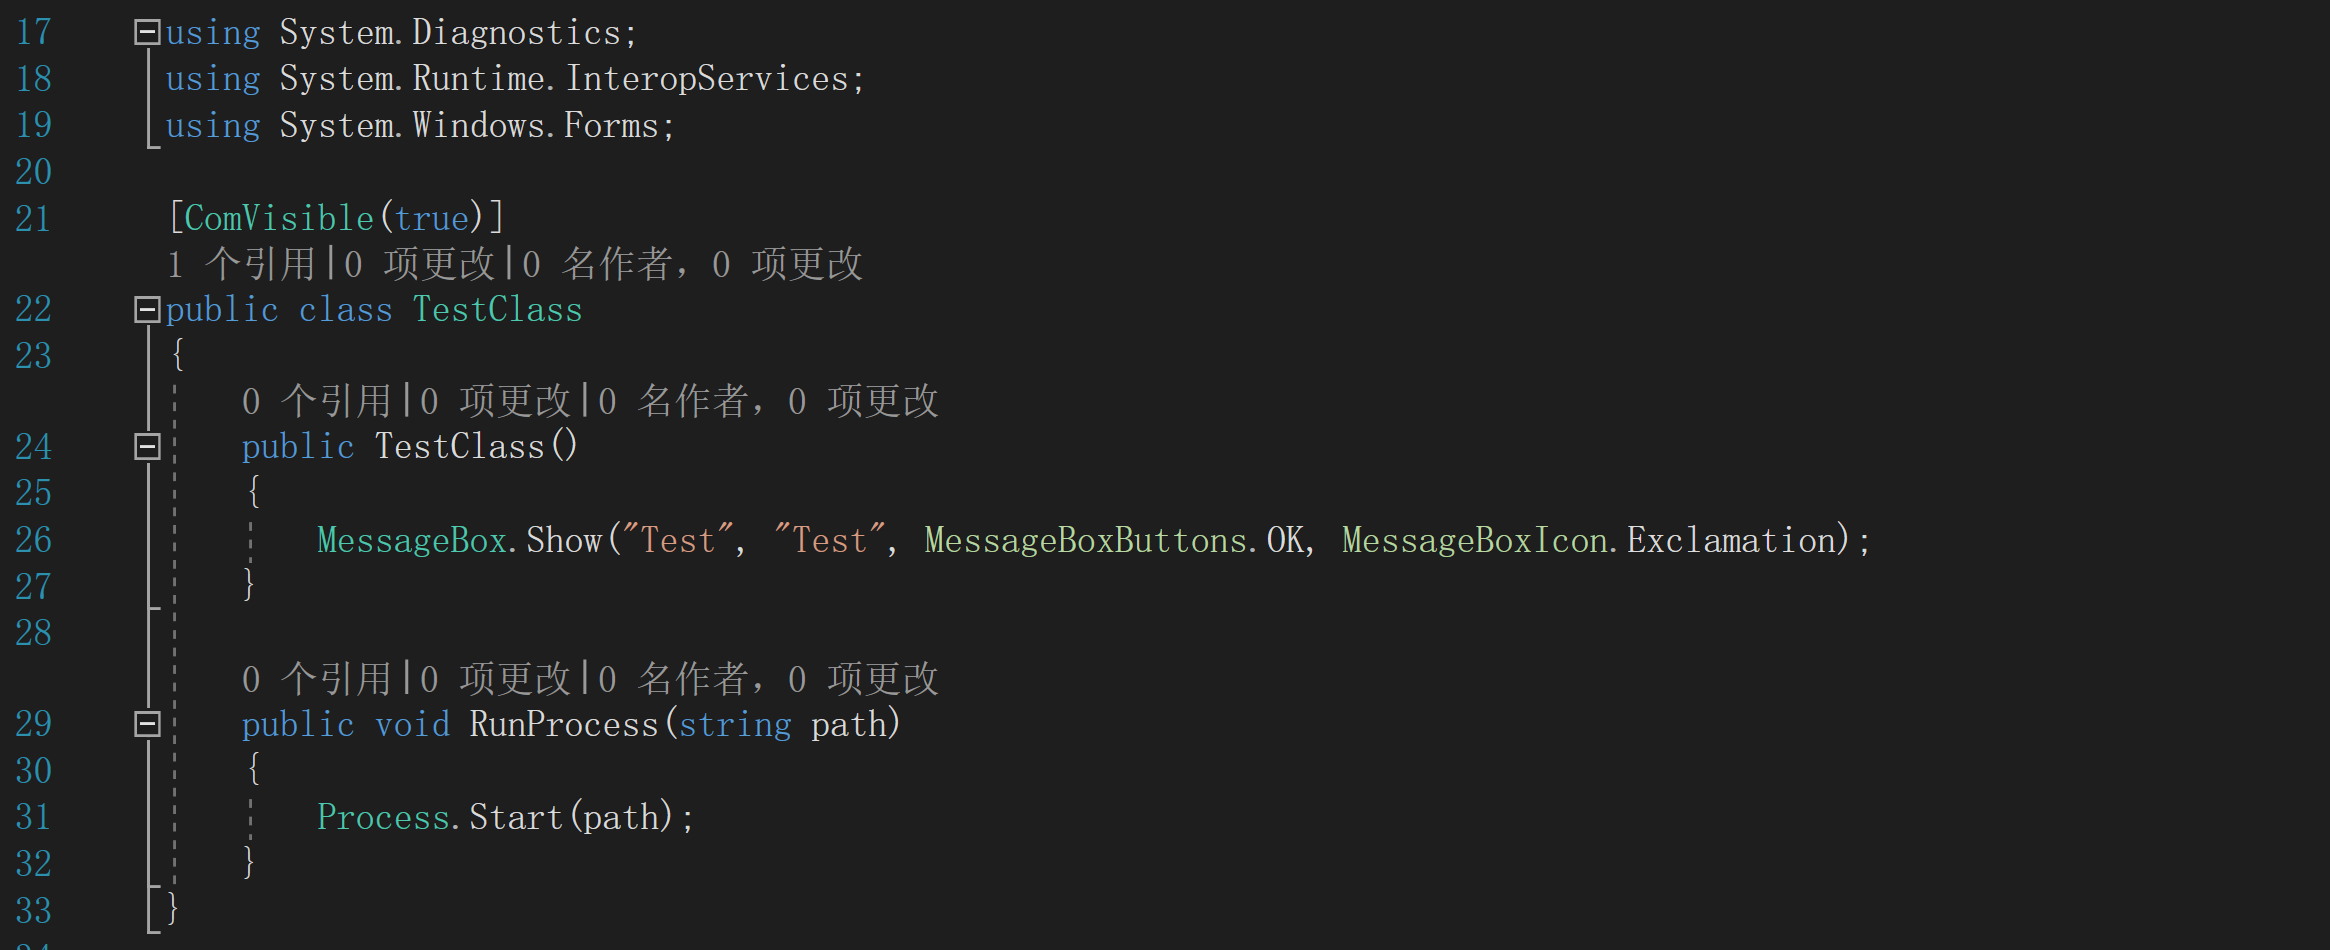 17 using System.Diagnostics;
18 using System.Runtime.InteropServices;
19 using System.Windows.Forms;
20
21 [ComVisible(true)]
1 个引用|0 项更改|0 名作者，0 项更改
22 public class TestClass
23 {
0 个引用|0 项更改|0 名作者，0 项更改
24 public TestClass()
25 {
26 MessageBox.Show("Test", "Test", MessageBoxButtons.OK, MessageBoxIcon.Exclamation);
27 }
28
0 个引用|0 项更改|0 名作者，0 项更改
29 public void RunProcess(string path)
30 {
31 Process.Start(path);
32 }
33 }